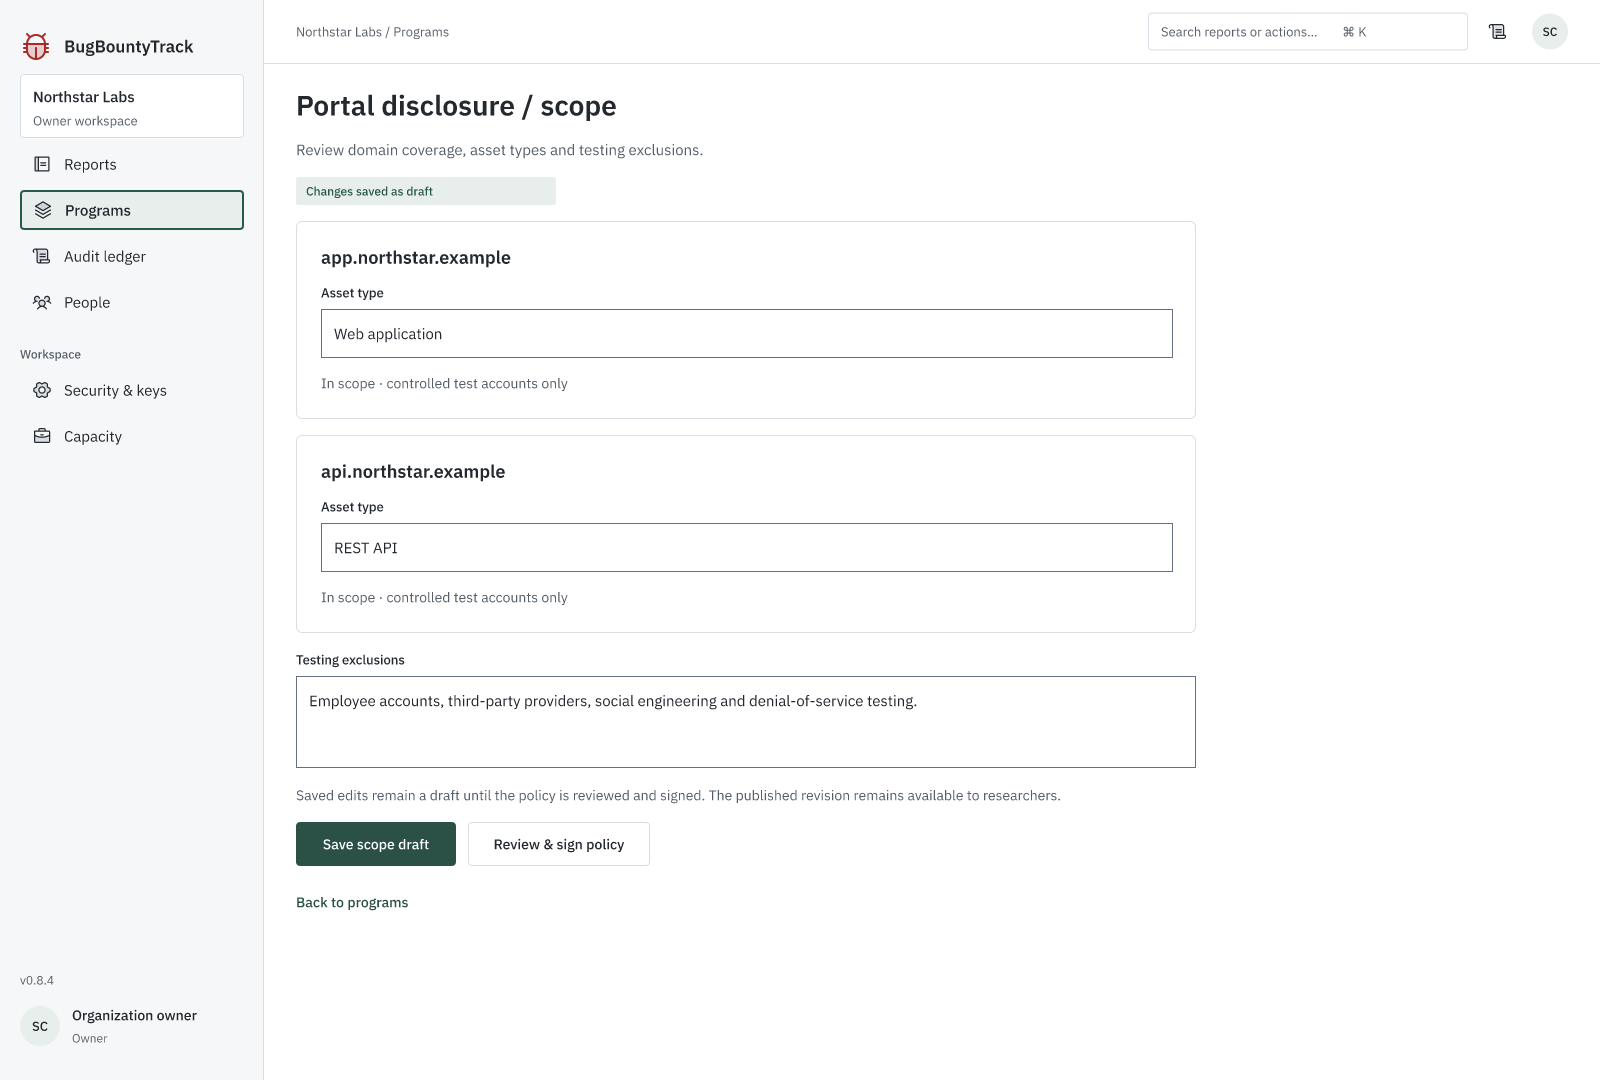 BugBountyTrack
Northstar Labs
Owner workspace
Reports
Programs
Audit ledger
People
Workspace
Security & keys
Capacity
v0.8.4
SC
Organization owner
Owner
Northstar Labs / Programs
Search reports or actions... ⌘ K
SC
Portal disclosure / scope
Review domain coverage, asset types and testing exclusions.
Changes saved as draft
app.northstar.example
Asset type
Web application
In scope · controlled test accounts only
api.northstar.example
Asset type
REST API
In scope · controlled test accounts only
Testing exclusions
Employee accounts, third-party providers, social engineering and denial-of-service testing.
Saved edits remain a draft until the policy is reviewed and signed. The published revision remains available to researchers.
Save scope draft
Review & sign policy
Back to programs